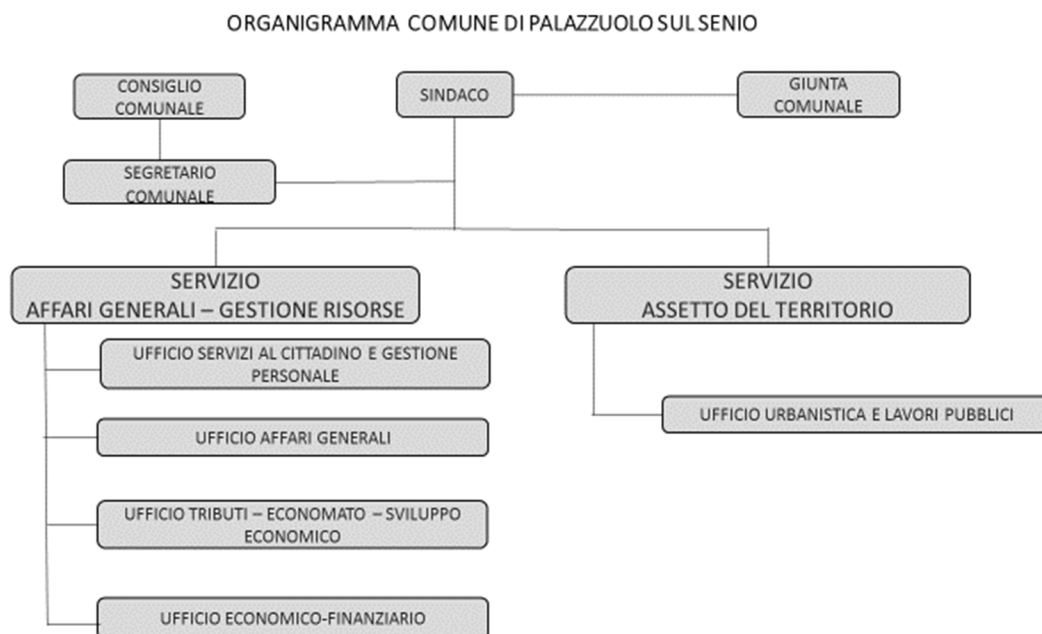 ORGANIGRAMMA COMUNE DI PALAZZUOLO SUL SENIO
CONSIGLIO
COMUNALE
SINDACO
GIUNTA
COMUNALE
SEGRETARIO
COMUNALE
SERVIZIO
AFFARI GENERALI – GESTIONE RISORSE
SERVIZIO
ASSETTO DEL TERRITORIO
UFFICIO SERVIZI AL CITTADINO E GESTIONE
PERSONALE
UFFICIO AFFARI GENERALI
UFFICIO TRIBUTI – ECONOMATO – SVILUPPO
ECONOMICO
UFFICIO ECONOMICO-FINANZIARIO
UFFICIO URBANISTICA E LAVORI PUBBLICI